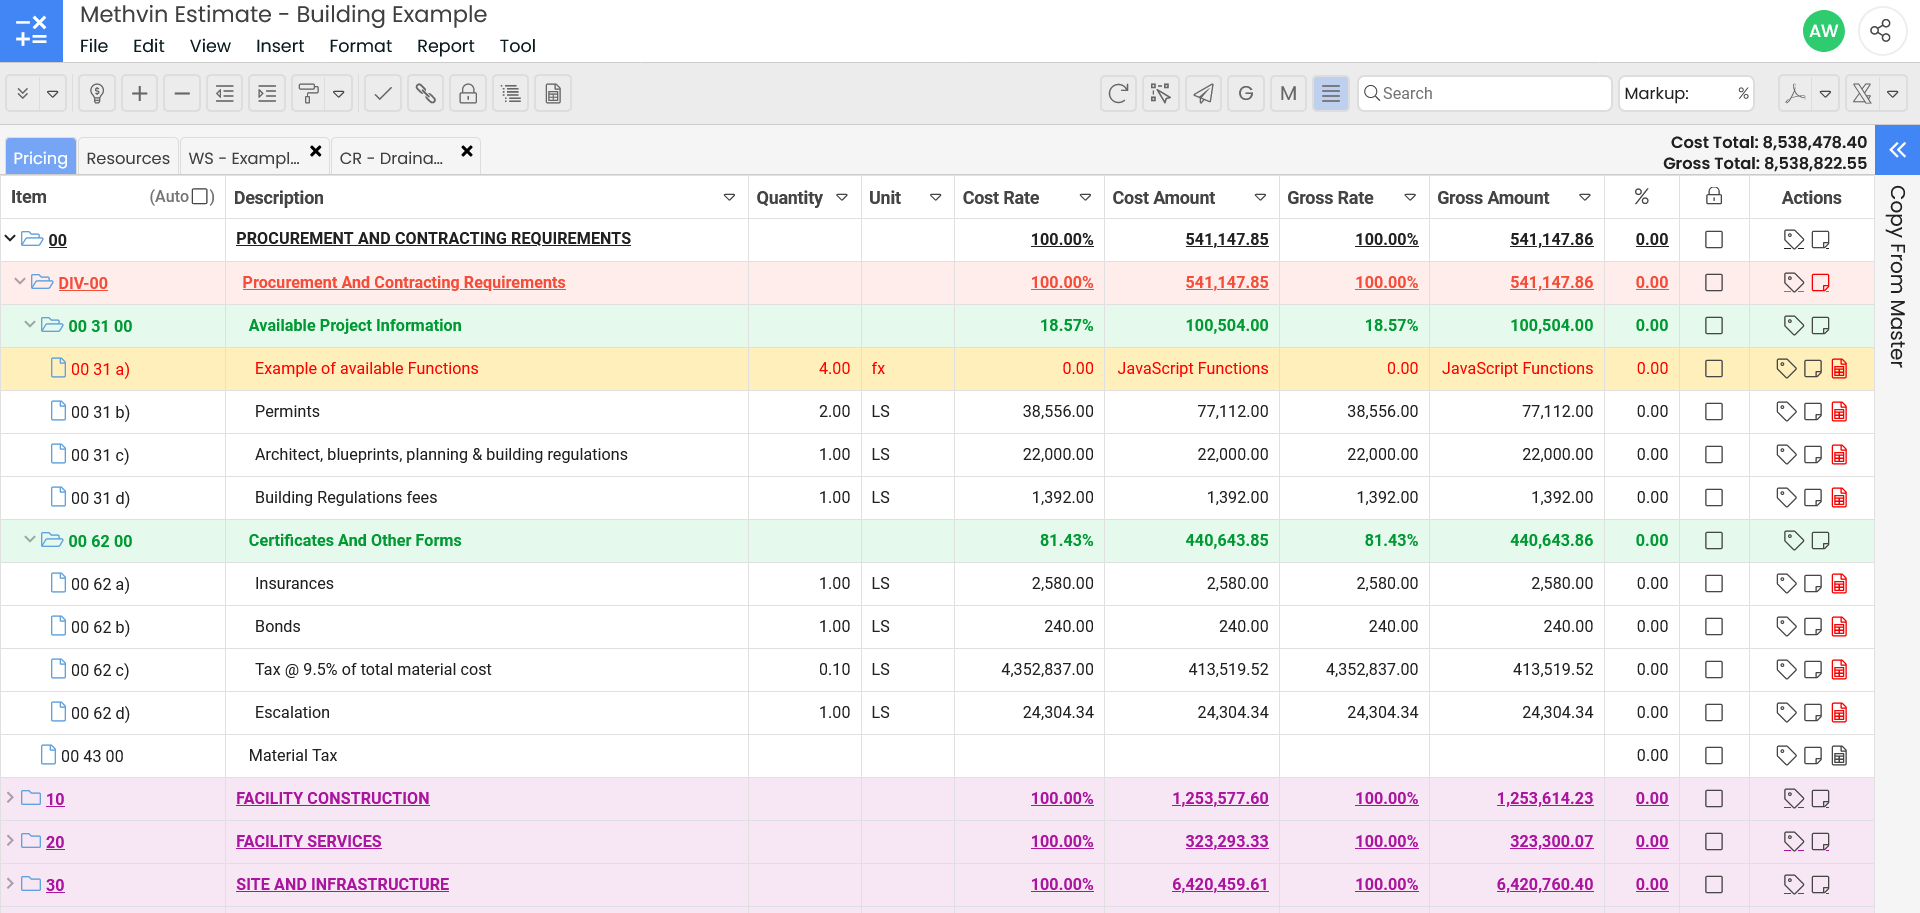 Methvin Estimate - Building Example
AW
File Edit View Insert Format Report Tool
G M Search Markup: %
Pricing Resources WS - Exampl... CR - Draina...
Cost Total: 8,538,478.40
Gross Total: 8,538,822.55
Item (Auto) Description Quantity Unit Cost Rate Cost Amount Gross Rate Gross Amount % Actions
Copy From Master
00 PROCUREMENT AND CONTRACTING REQUIREMENTS 100.00% 541,147.85 100.00% 541,147.86 0.00
DIV-00 Procurement And Contracting Requirements 100.00% 541,147.85 100.00% 541,147.86 0.00
00 31 00 Available Project Information 18.57% 100,504.00 18.57% 100,504.00 0.00
00 31 a) Example of available Functions 4.00 fx 0.00 JavaScript Functions 0.00 JavaScript Functions 0.00
00 31 b) Permints 2.00 LS 38,556.00 77,112.00 38,556.00 77,112.00 0.00
00 31 c) Architect, blueprints, planning & building regulations 1.00 LS 22,000.00 22,000.00 22,000.00 22,000.00 0.00
00 31 d) Building Regulations fees 1.00 LS 1,392.00 1,392.00 1,392.00 1,392.00 0.00
00 62 00 Certificates And Other Forms 81.43% 440,643.85 81.43% 440,643.86 0.00
00 62 a) Insurances 1.00 LS 2,580.00 2,580.00 2,580.00 2,580.00 0.00
00 62 b) Bonds 1.00 LS 240.00 240.00 240.00 240.00 0.00
00 62 c) Tax @ 9.5% of total material cost 0.10 LS 4,352,837.00 413,519.52 4,352,837.00 413,519.52 0.00
00 62 d) Escalation 1.00 LS 24,304.34 24,304.34 24,304.34 24,304.34 0.00
00 43 00 Material Tax 0.00
10 FACILITY CONSTRUCTION 100.00% 1,253,577.60 100.00% 1,253,614.23 0.00
20 FACILITY SERVICES 100.00% 323,293.33 100.00% 323,300.07 0.00
30 SITE AND INFRASTRUCTURE 100.00% 6,420,459.61 100.00% 6,420,760.40 0.00